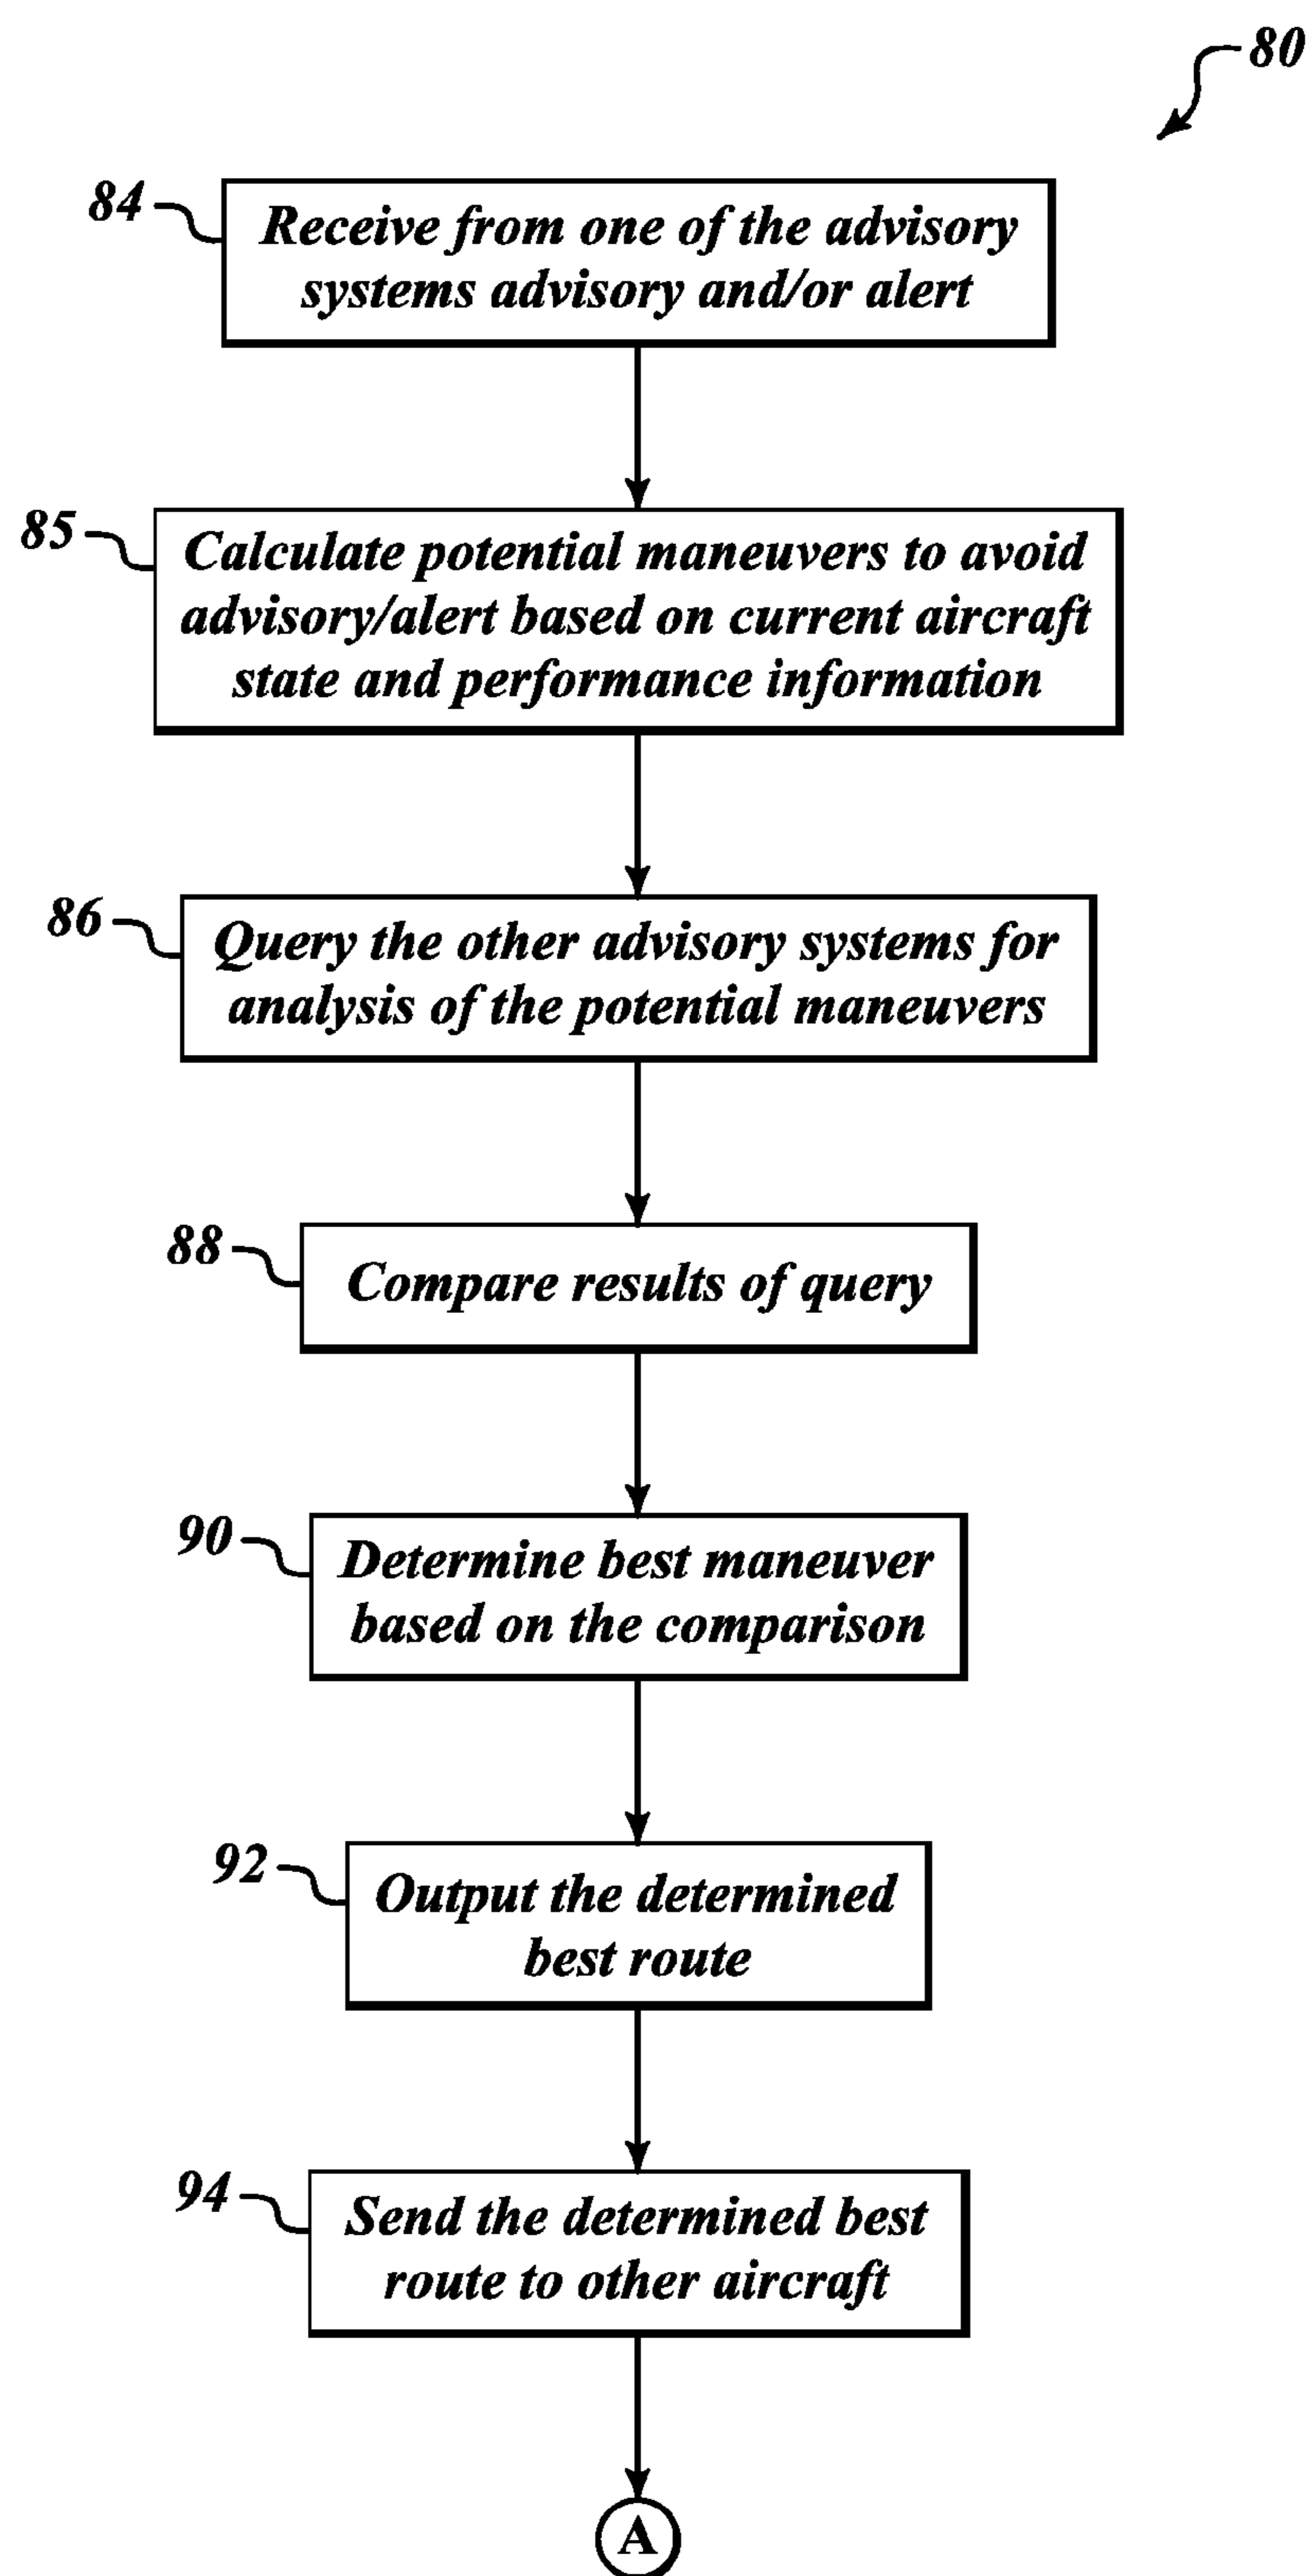 80
84
Receive from one of the advisory
systems advisory and/or alert
85
Calculate potential maneuvers to avoid
advisory/alert based on current aircraft
state and performance information
86
Query the other advisory systems for
analysis of the potential maneuvers
88
Compare results of query
90
Determine best maneuver
based on the comparison
92
Output the determined
best route
94
Send the determined best
route to other aircraft
A